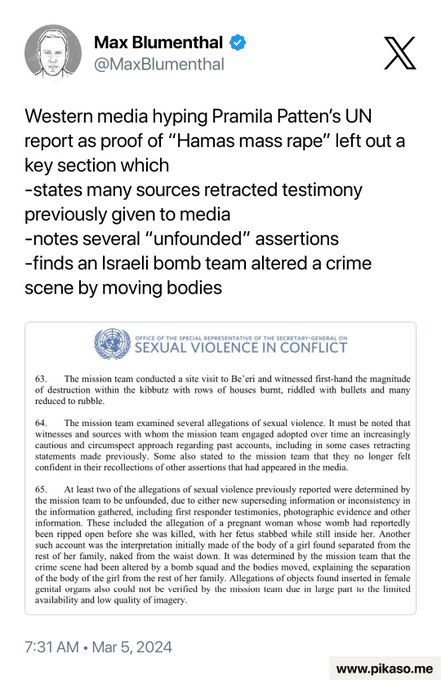 Max Blumenthal
@MaxBlumenthal
Western media hyping Pramila Patten’s UN
report as proof of “Hamas mass rape” left out a
key section which
-states many sources retracted testimony
previously given to media
-notes several “unfounded” assertions
-finds an Israeli bomb team altered a crime
scene by moving bodies
OFFICE OF THE SPECIAL REPRESENTATIVE OF THE SECRETARY-GENERAL ON
SEXUAL VIOLENCE IN CONFLICT
63. The mission team conducted a site visit to Be’eri and witnessed first-hand the magnitude
of destruction within the kibbutz with rows of houses burnt, riddled with bullets and many
reduced to rubble.
64. The mission team examined several allegations of sexual violence. It must be noted that
witnesses and sources with whom the mission team engaged adopted over time an increasingly
cautious and circumspect approach regarding past accounts, including in some cases retracting
statements made previously. Some also stated to the mission team that they no longer felt
confident in their recollections of other assertions that had appeared in the media.
65. At least two of the allegations of sexual violence previously reported were determined by
the mission team to be unfounded, due to either new superseding information or inconsistency in
the information gathered, including first responder testimonies, photographic evidence and other
information. These included the allegation of a pregnant woman whose womb had reportedly
been ripped open before she was killed, with her fetus stabbed while still inside her. Another
such account was the interpretation initially made of the body of a girl found separated from the
rest of her family, naked from the waist down. It was determined by the mission team that the
crime scene had been altered by a bomb squad and the bodies moved, explaining the separation
of the body of the girl from the rest of her family. Allegations of objects found inserted in female
genital organs also could not be verified by the mission team due in large part to the limited
availability and low quality of imagery.
7:31 AM • Mar 5, 2024
www.pikaso.me